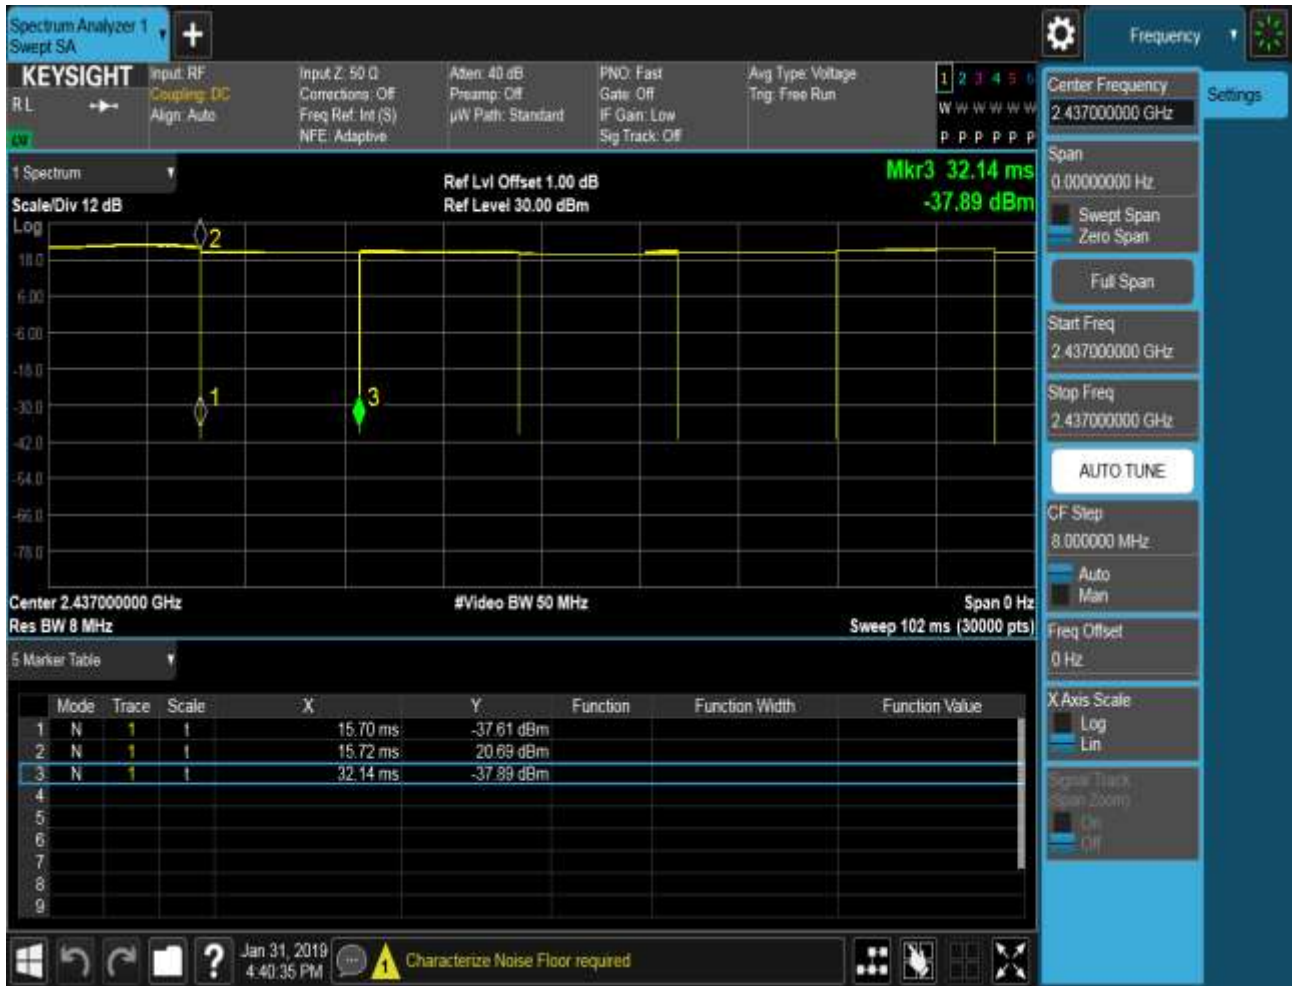 Spectrum Analyzer 1
Swept SA
+
Frequency
KEYSIGHT
RL
Input: RF
Coupling: DC
Align: Auto
Input Z: 50 Ω
Corrections: Off
Freq Ref: Int (S)
NFE: Adaptive
Atten: 40 dB
Preamp: Off
µW Path: Standard
PNO: Fast
Gate: Off
IF Gain: Low
Sig Track: Off
Avg Type: Voltage
Trig: Free Run
1 2 3 4 5 6
W W W W W W
P P P P P P
1 Spectrum
Scale/Div 12 dB
Log
Ref Lvl Offset 1.00 dB
Ref Level 30.00 dBm
Mkr3 32.14 ms
-37.89 dBm
2
18.0
6.00
-6.00
-18.0
1
3
-30.0
-42.0
-54.0
-66.0
-78.0
Center 2.437000000 GHz
#Video BW 50 MHz
Span 0 Hz
Res BW 8 MHz
Sweep 102 ms (30000 pts)
5 Marker Table
Mode Trace Scale X Y Function Function Width Function Value
1 N 1 t 15.70 ms -37.61 dBm
2 N 1 t 15.72 ms 20.69 dBm
3 N 1 t 32.14 ms -37.89 dBm
4
5
6
7
8
9
Center Frequency
2.437000000 GHz
Settings
Span
0.00000000 Hz
Swept Span
Zero Span
Full Span
Start Freq
2.437000000 GHz
Stop Freq
2.437000000 GHz
AUTO TUNE
CF Step
8.000000 MHz
Auto
Man
Freq Offset
0 Hz
X Axis Scale
Log
Lin
Signal Track
(Span Zoom)
On
Off
?
Jan 31, 2019
4:40:35 PM
1
Characterize Noise Floor required